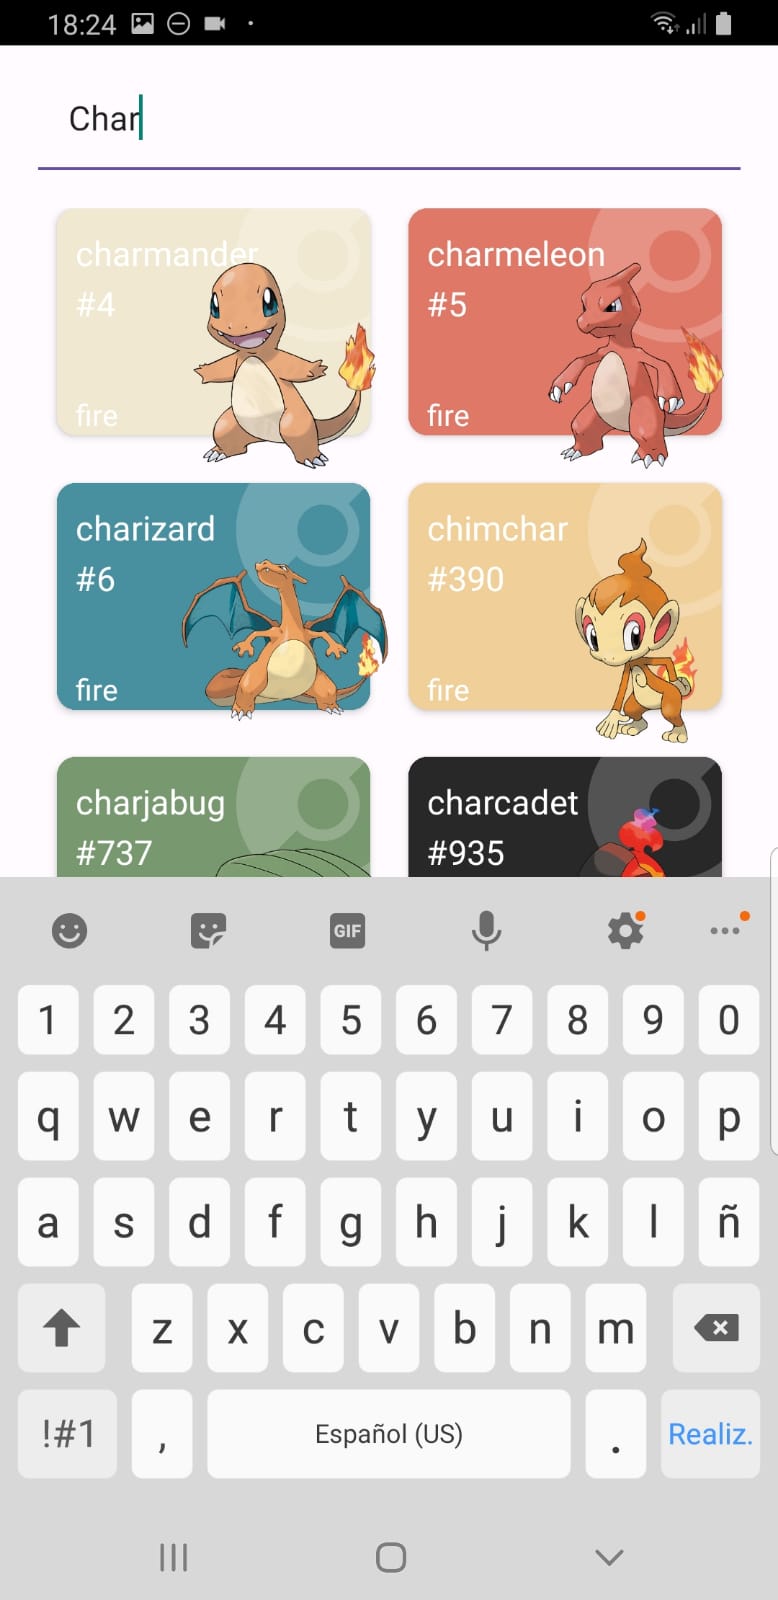 18:24
Char
charmander
#4
fire
charmeleon
#5
fire
charizard
#6
fire
chimchar
#390
fire
charjabug
#737
charcadet
#935
GIF
1 2 3 4 5 6 7 8 9 0
q w e r t y u i o p
a s d f g h j k l ñ
z x c v b n m
!#1 , Español (US) . Realiz.